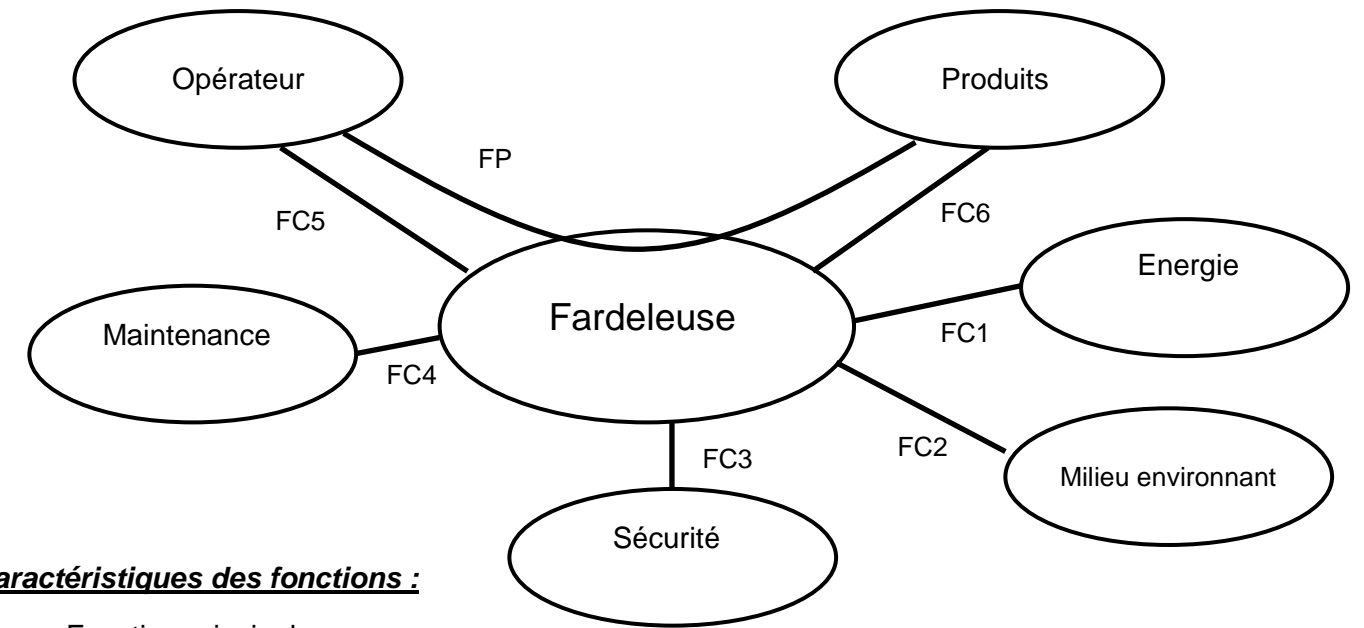 Opérateur
Produits
FP
FC5
FC6
Energie
Fardeleuse
Maintenance
FC1
FC4
FC2
FC3
Milieu environnant
Sécurité
aractéristiques des fonctions :